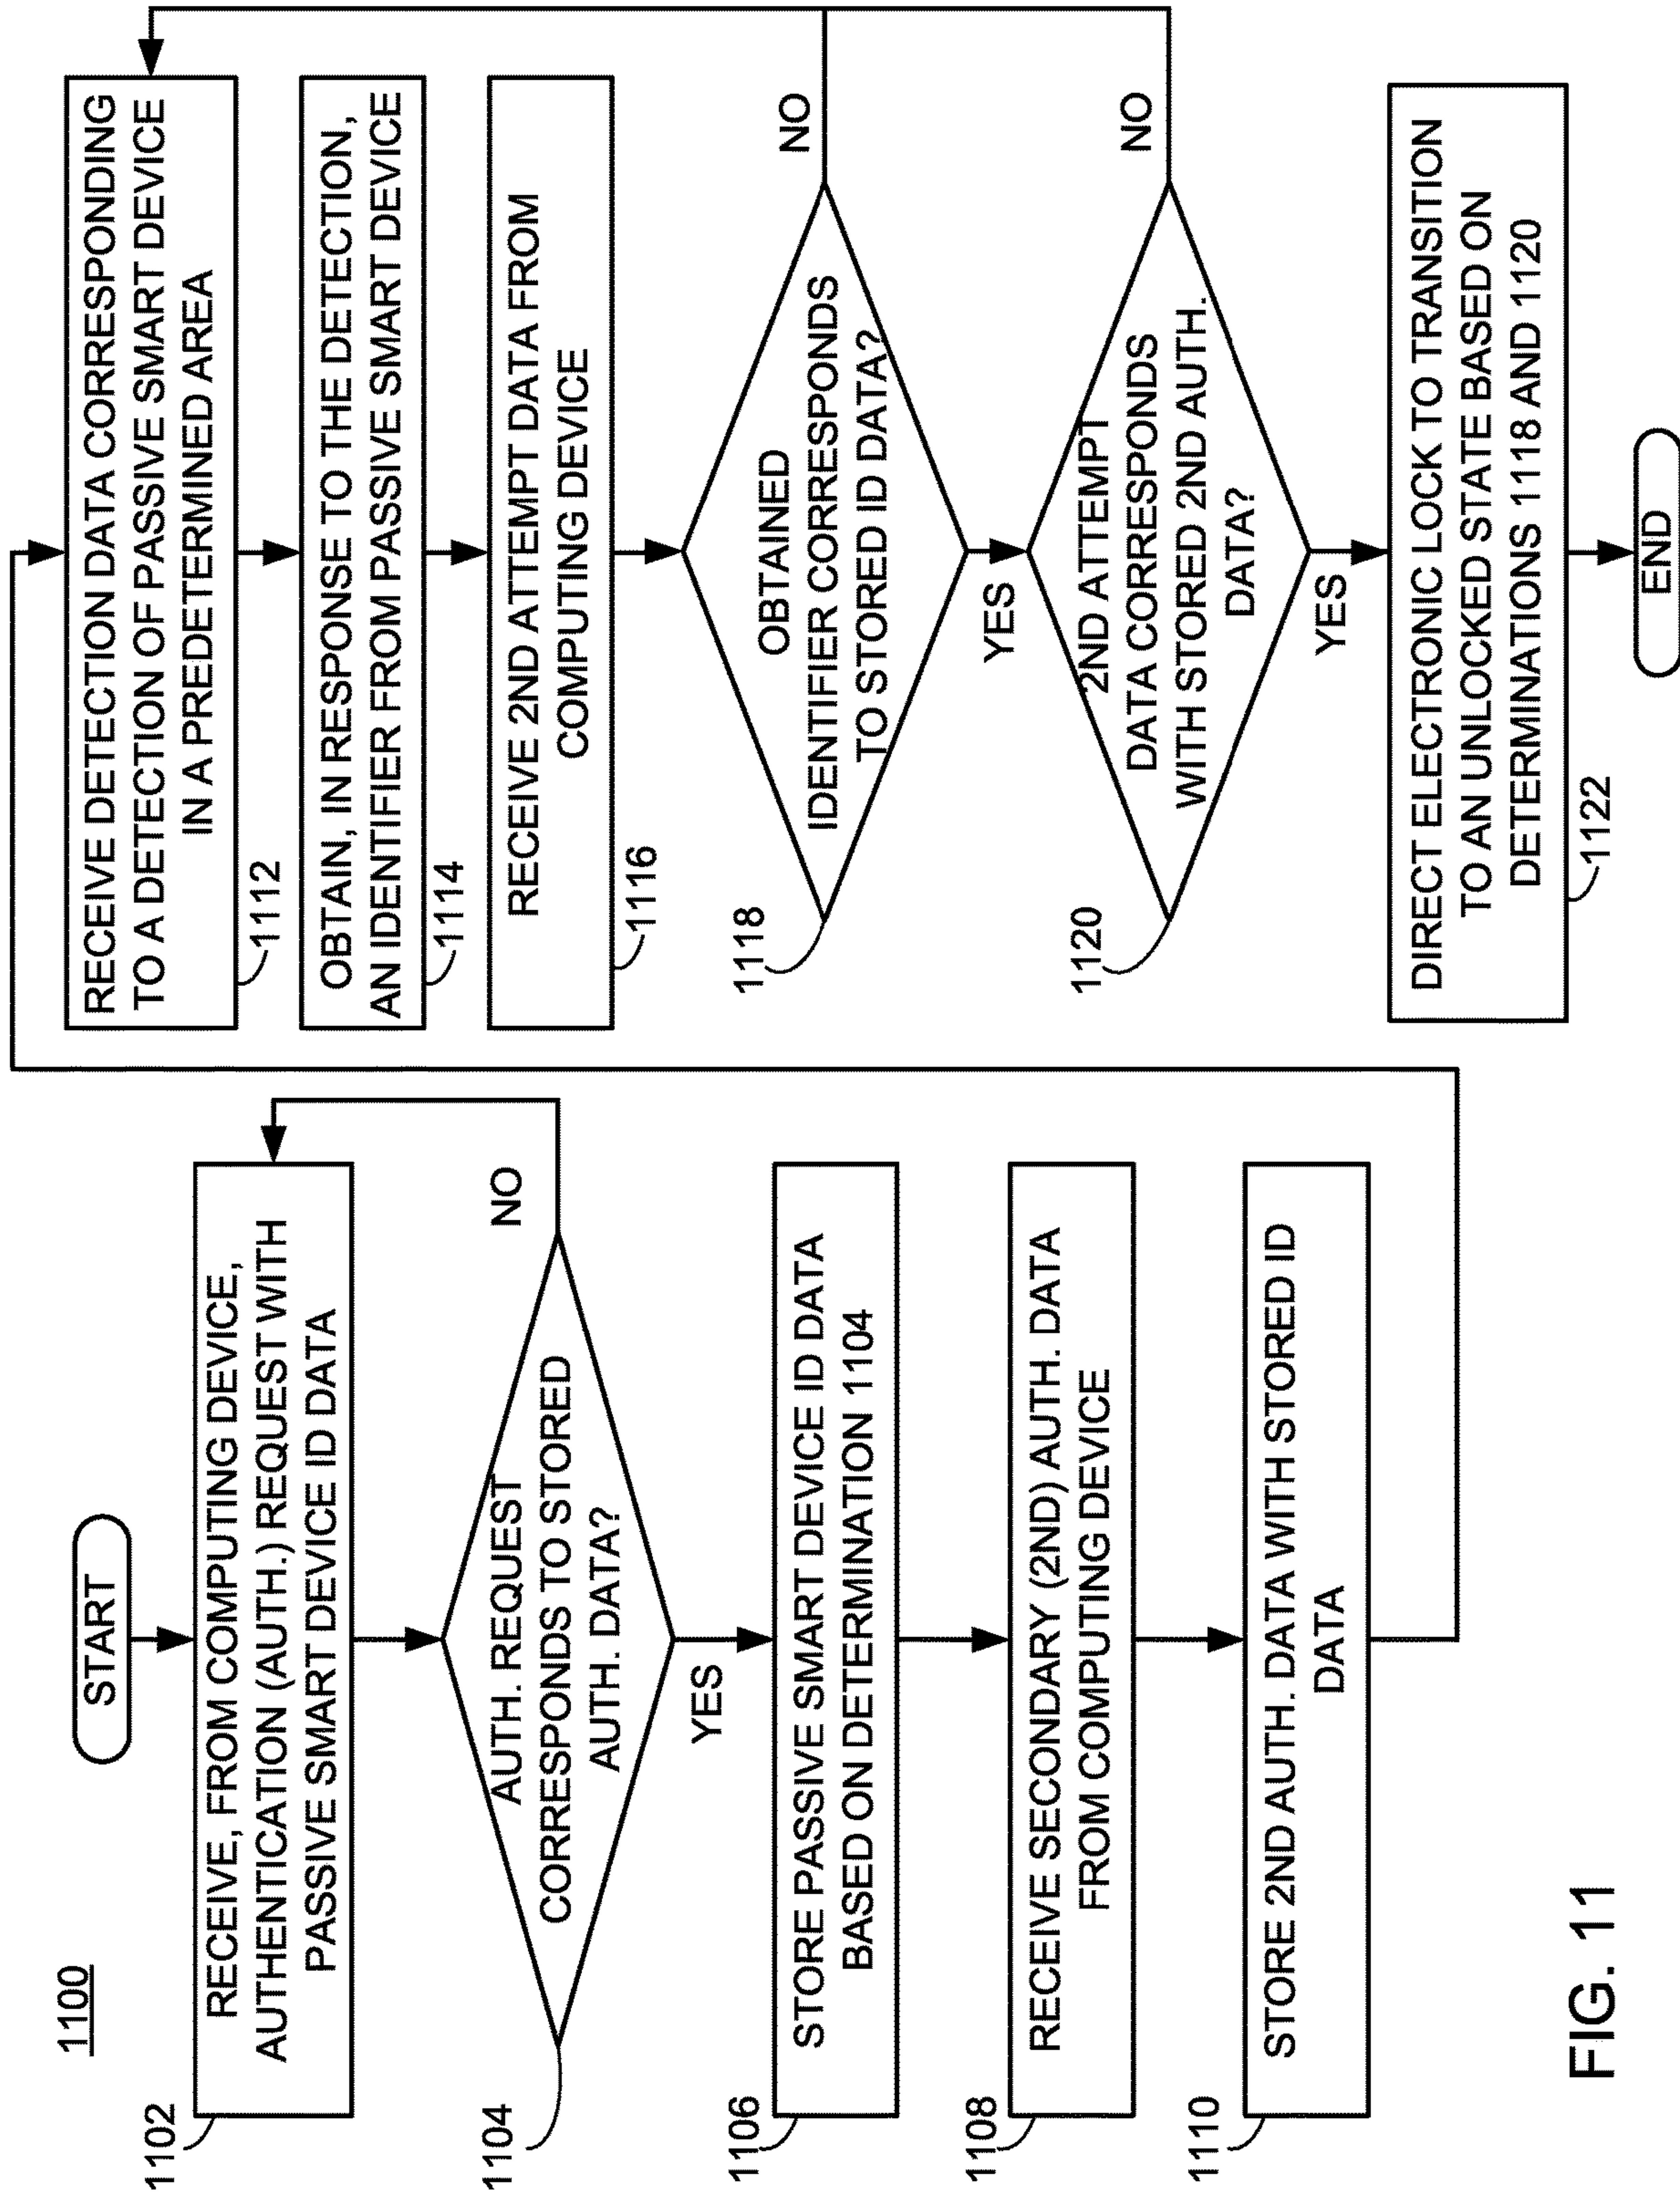 1100
START
RECEIVE, FROM COMPUTING DEVICE,
AUTHENTICATION (AUTH.) REQUEST WITH
PASSIVE SMART DEVICE ID DATA
1102
AUTH. REQUEST
CORRESPONDS TO STORED
AUTH. DATA?
1104
NO
YES
STORE PASSIVE SMART DEVICE ID DATA
BASED ON DETERMINATION 1104
1106
RECEIVE SECONDARY (2ND) AUTH. DATA
FROM COMPUTING DEVICE
1108
STORE 2ND AUTH. DATA WITH STORED ID
DATA
1110
RECEIVE DETECTION DATA CORRESPONDING
TO A DETECTION OF PASSIVE SMART DEVICE
IN A PREDETERMINED AREA
1112
OBTAIN, IN RESPONSE TO THE DETECTION,
AN IDENTIFIER FROM PASSIVE SMART DEVICE
1114
RECEIVE 2ND ATTEMPT DATA FROM
COMPUTING DEVICE
1116
OBTAINED
IDENTIFIER CORRESPONDS
TO STORED ID DATA?
1118
NO
YES
2ND ATTEMPT
DATA CORRESPONDS
WITH STORED 2ND AUTH.
DATA?
1120
NO
YES
DIRECT ELECTRONIC LOCK TO TRANSITION
TO AN UNLOCKED STATE BASED ON
DETERMINATIONS 1118 AND 1120
1122
END
FIG. 11